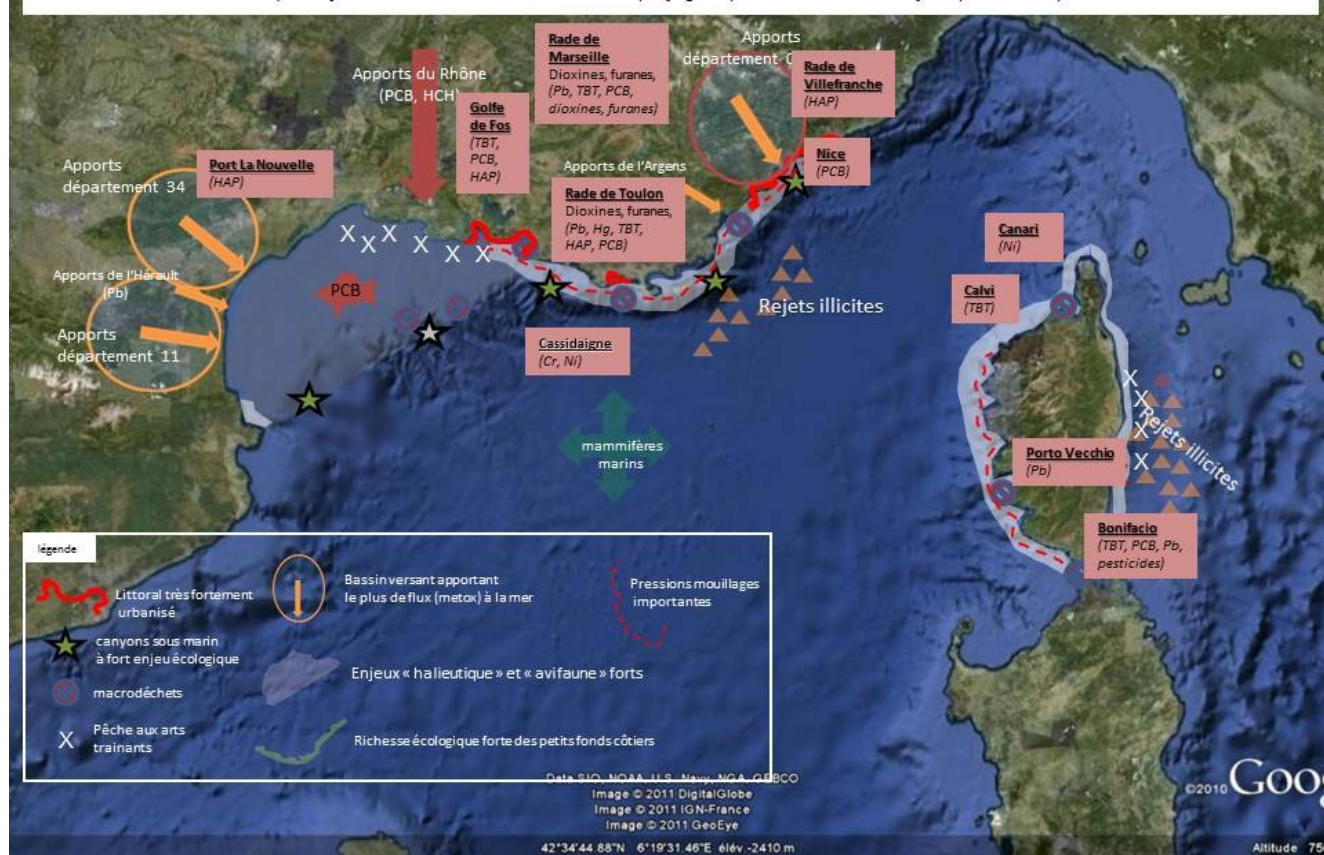 Apports du Rhône
(PCB, HCH)
Golfe
de Fos
(TBT,
PCB,
HAP)
Rade de
Marseille
Dioxines, furanes,
(Pb, TBT, PCB,
dioxines, furanes)
Apports
département
Rade de
Villefranche
(HAP)
Nice
(PCB)
Apports
département 34
Port La Nouvelle
(HAP)
Apports de l'Argens
Rade de Toulon
Dioxines, furanes,
(Pb, Hg, TBT,
HAP, PCB)
Apports de l'Hérault
(Pb)
PCB
Apports
département 11
Rejets illicites
Canari
(Ni)
Calvi
(TBT)
Cassidaigne
(Cr, Ni)
X
X
X
X
X
X
mammifères
marins
X
X
X
X
Rejets illicites
Porto Vecchio
(Pb)
Bonifacio
(TBT, PCB, Pb,
pesticides)
légende
Littoral très fortement
urbanisé
canyons sous marin
à fort enjeu écologique
macrodéchets
X
Pêche aux arts
trainants
Bassin versant apportant
le plus de flux (metox) à la mer
Enjeux « halieutique » et « avifaune » forts
Richesse écologique forte des petits fonds côtiers
Pressions mouillages
importantes
Data SIO, NOAA, U.S. Navy, NGA, GEBCO
Image © 2011 DigitalGlobe
Image © 2011 IGN-France
Image © 2011 GeoEye
©2010 Goo
42°34'44.88"N 6°19'31.46"E élév. -2410 m
Altitude 75